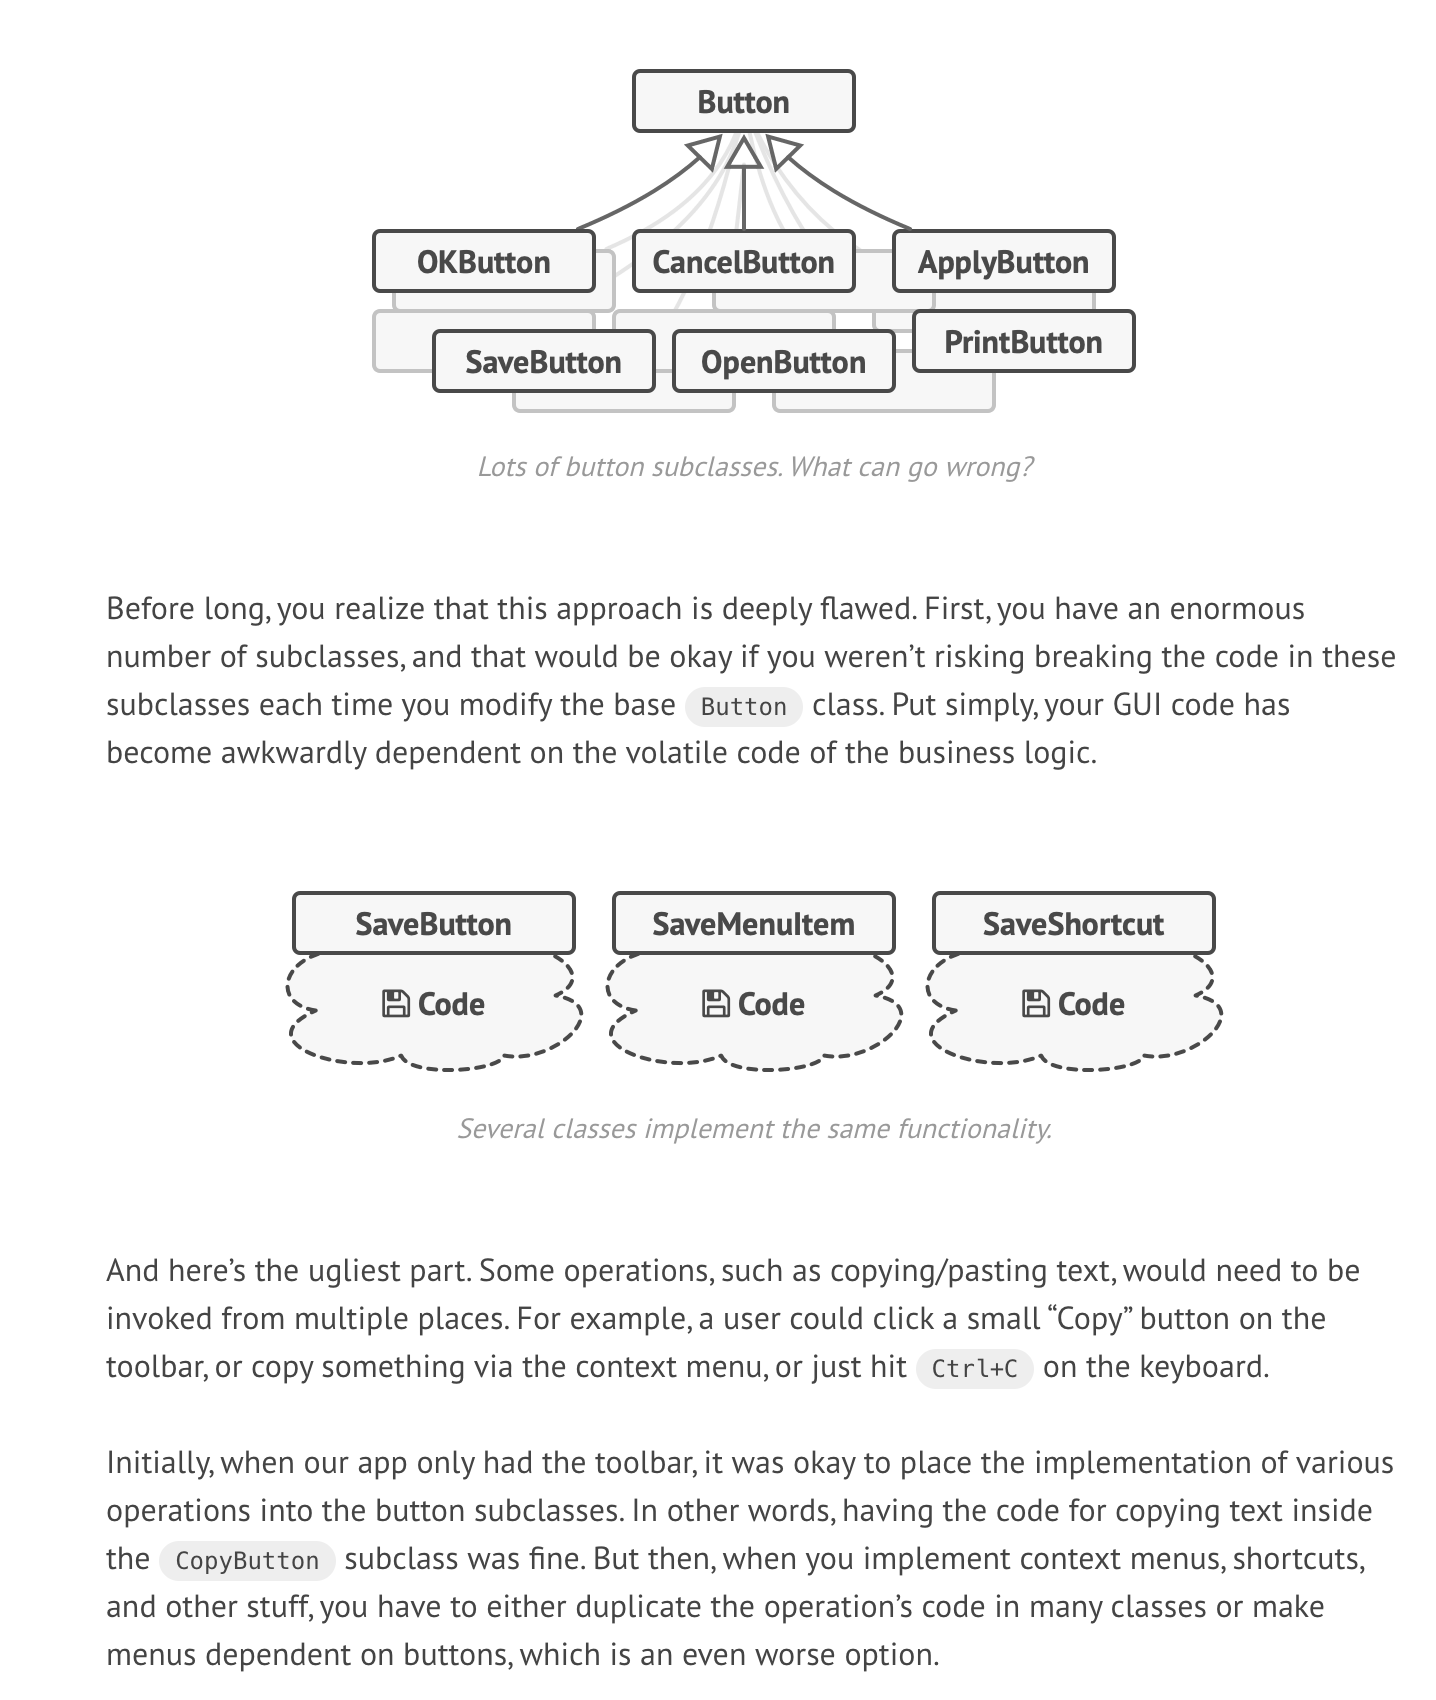 Button
OKButton
CancelButton
ApplyButton
PrintButton
SaveButton
OpenButton
Lots of button subclasses. What can go wrong?
Before long, you realize that this approach is deeply flawed. First, you have an enormous
number of subclasses, and that would be okay if you weren’t risking breaking the code in these
subclasses each time you modify the base Button class. Put simply, your GUI code has
become awkwardly dependent on the volatile code of the business logic.
SaveButton
SaveMenuItem
SaveShortcut
Code
Code
Code
Several classes implement the same functionality.
And here’s the ugliest part. Some operations, such as copying/pasting text, would need to be
invoked from multiple places. For example, a user could click a small “Copy” button on the
toolbar, or copy something via the context menu, or just hit Ctrl+C on the keyboard.
Initially, when our app only had the toolbar, it was okay to place the implementation of various
operations into the button subclasses. In other words, having the code for copying text inside
the CopyButton subclass was fine. But then, when you implement context menus, shortcuts,
and other stuff, you have to either duplicate the operation’s code in many classes or make
menus dependent on buttons, which is an even worse option.